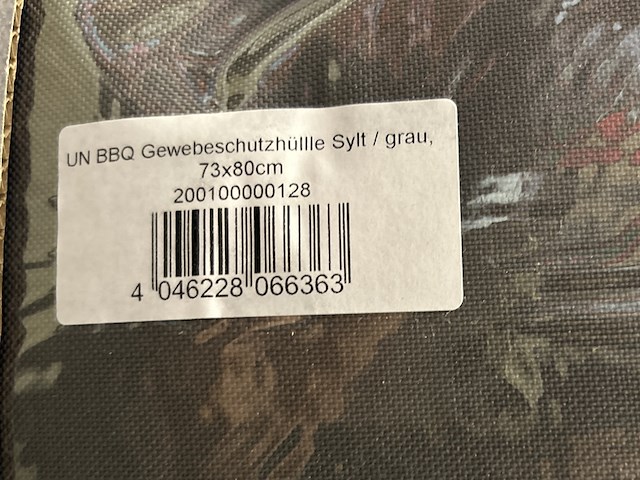 UN BBQ Gewebeschutzhüllle Sylt / grau,
73x80cm
200100000128
4 046228 066363